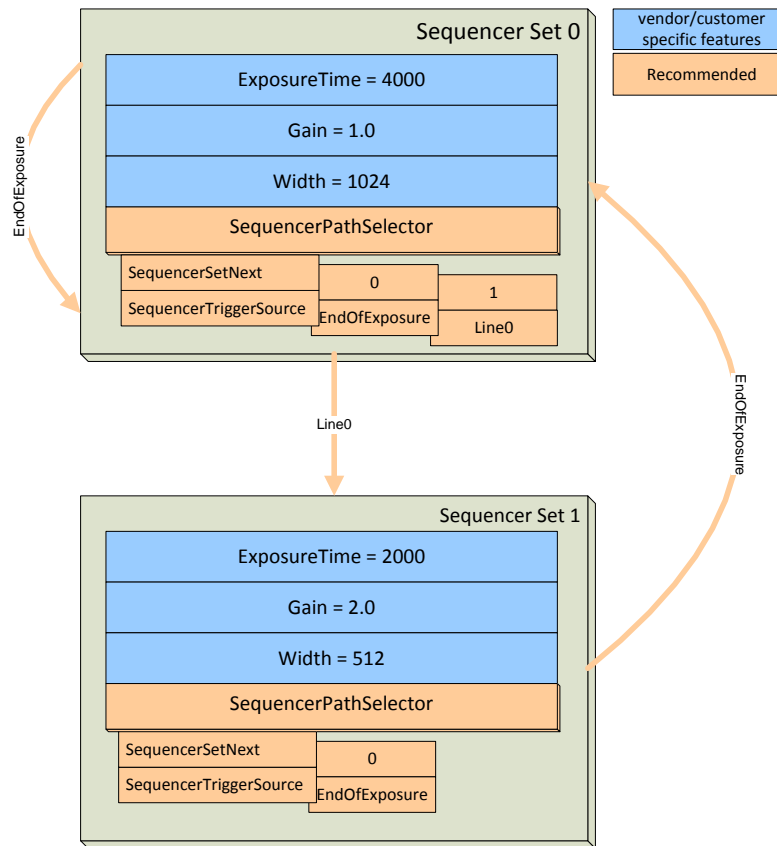 Sequencer Set 0
vendor/customer
specific features
Recommended
ExposureTime = 4000
Gain = 1.0
Width = 1024
SequencerPathSelector
SequencerSetNext
0
1
SequencerTriggerSource
EndOfExposure
Line0
EndOfExposure
Line0
EndOfExposure
Sequencer Set 1
ExposureTime = 2000
Gain = 2.0
Width = 512
SequencerPathSelector
SequencerSetNext
0
SequencerTriggerSource
EndOfExposure